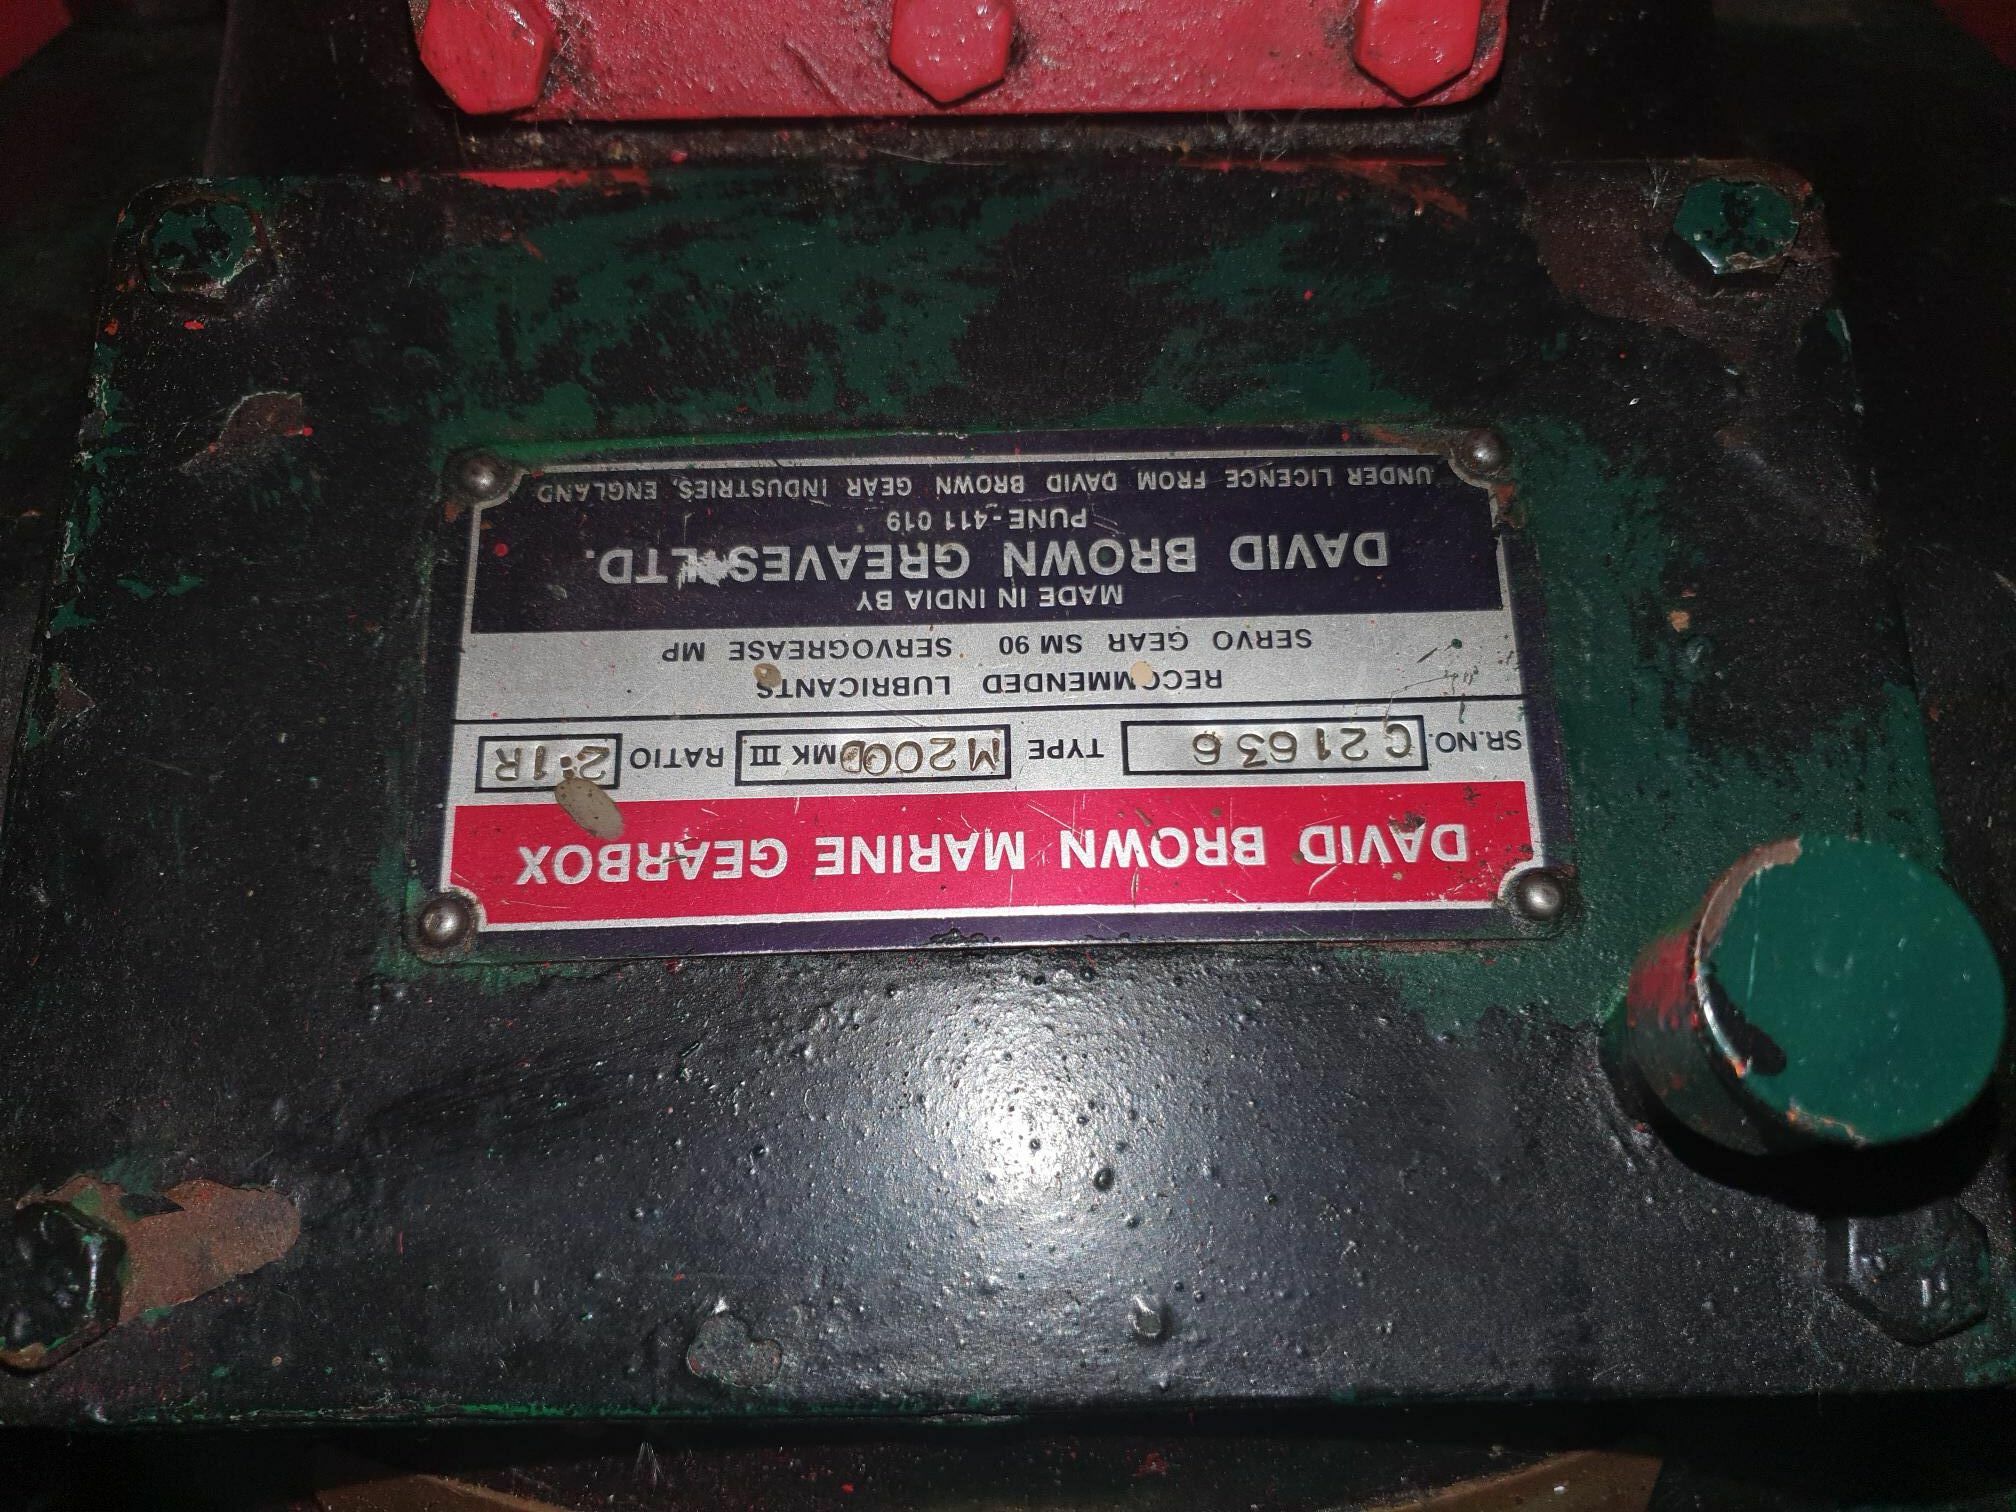 DAVID BROWN MARINE GEARBOX
SR.NO. C21636 TYPE M200D MK III RATIO 2:1R
RECOMMENDED LUBRICANTS
SERVO GEAR SM 90 SERVOGREASE MP
MADE IN INDIA BY
DAVID BROWN GREAVES LTD.
PUNE-411 019
UNDER LICENCE FROM DAVID BROWN GEAR INDUSTRIES, ENGLAND